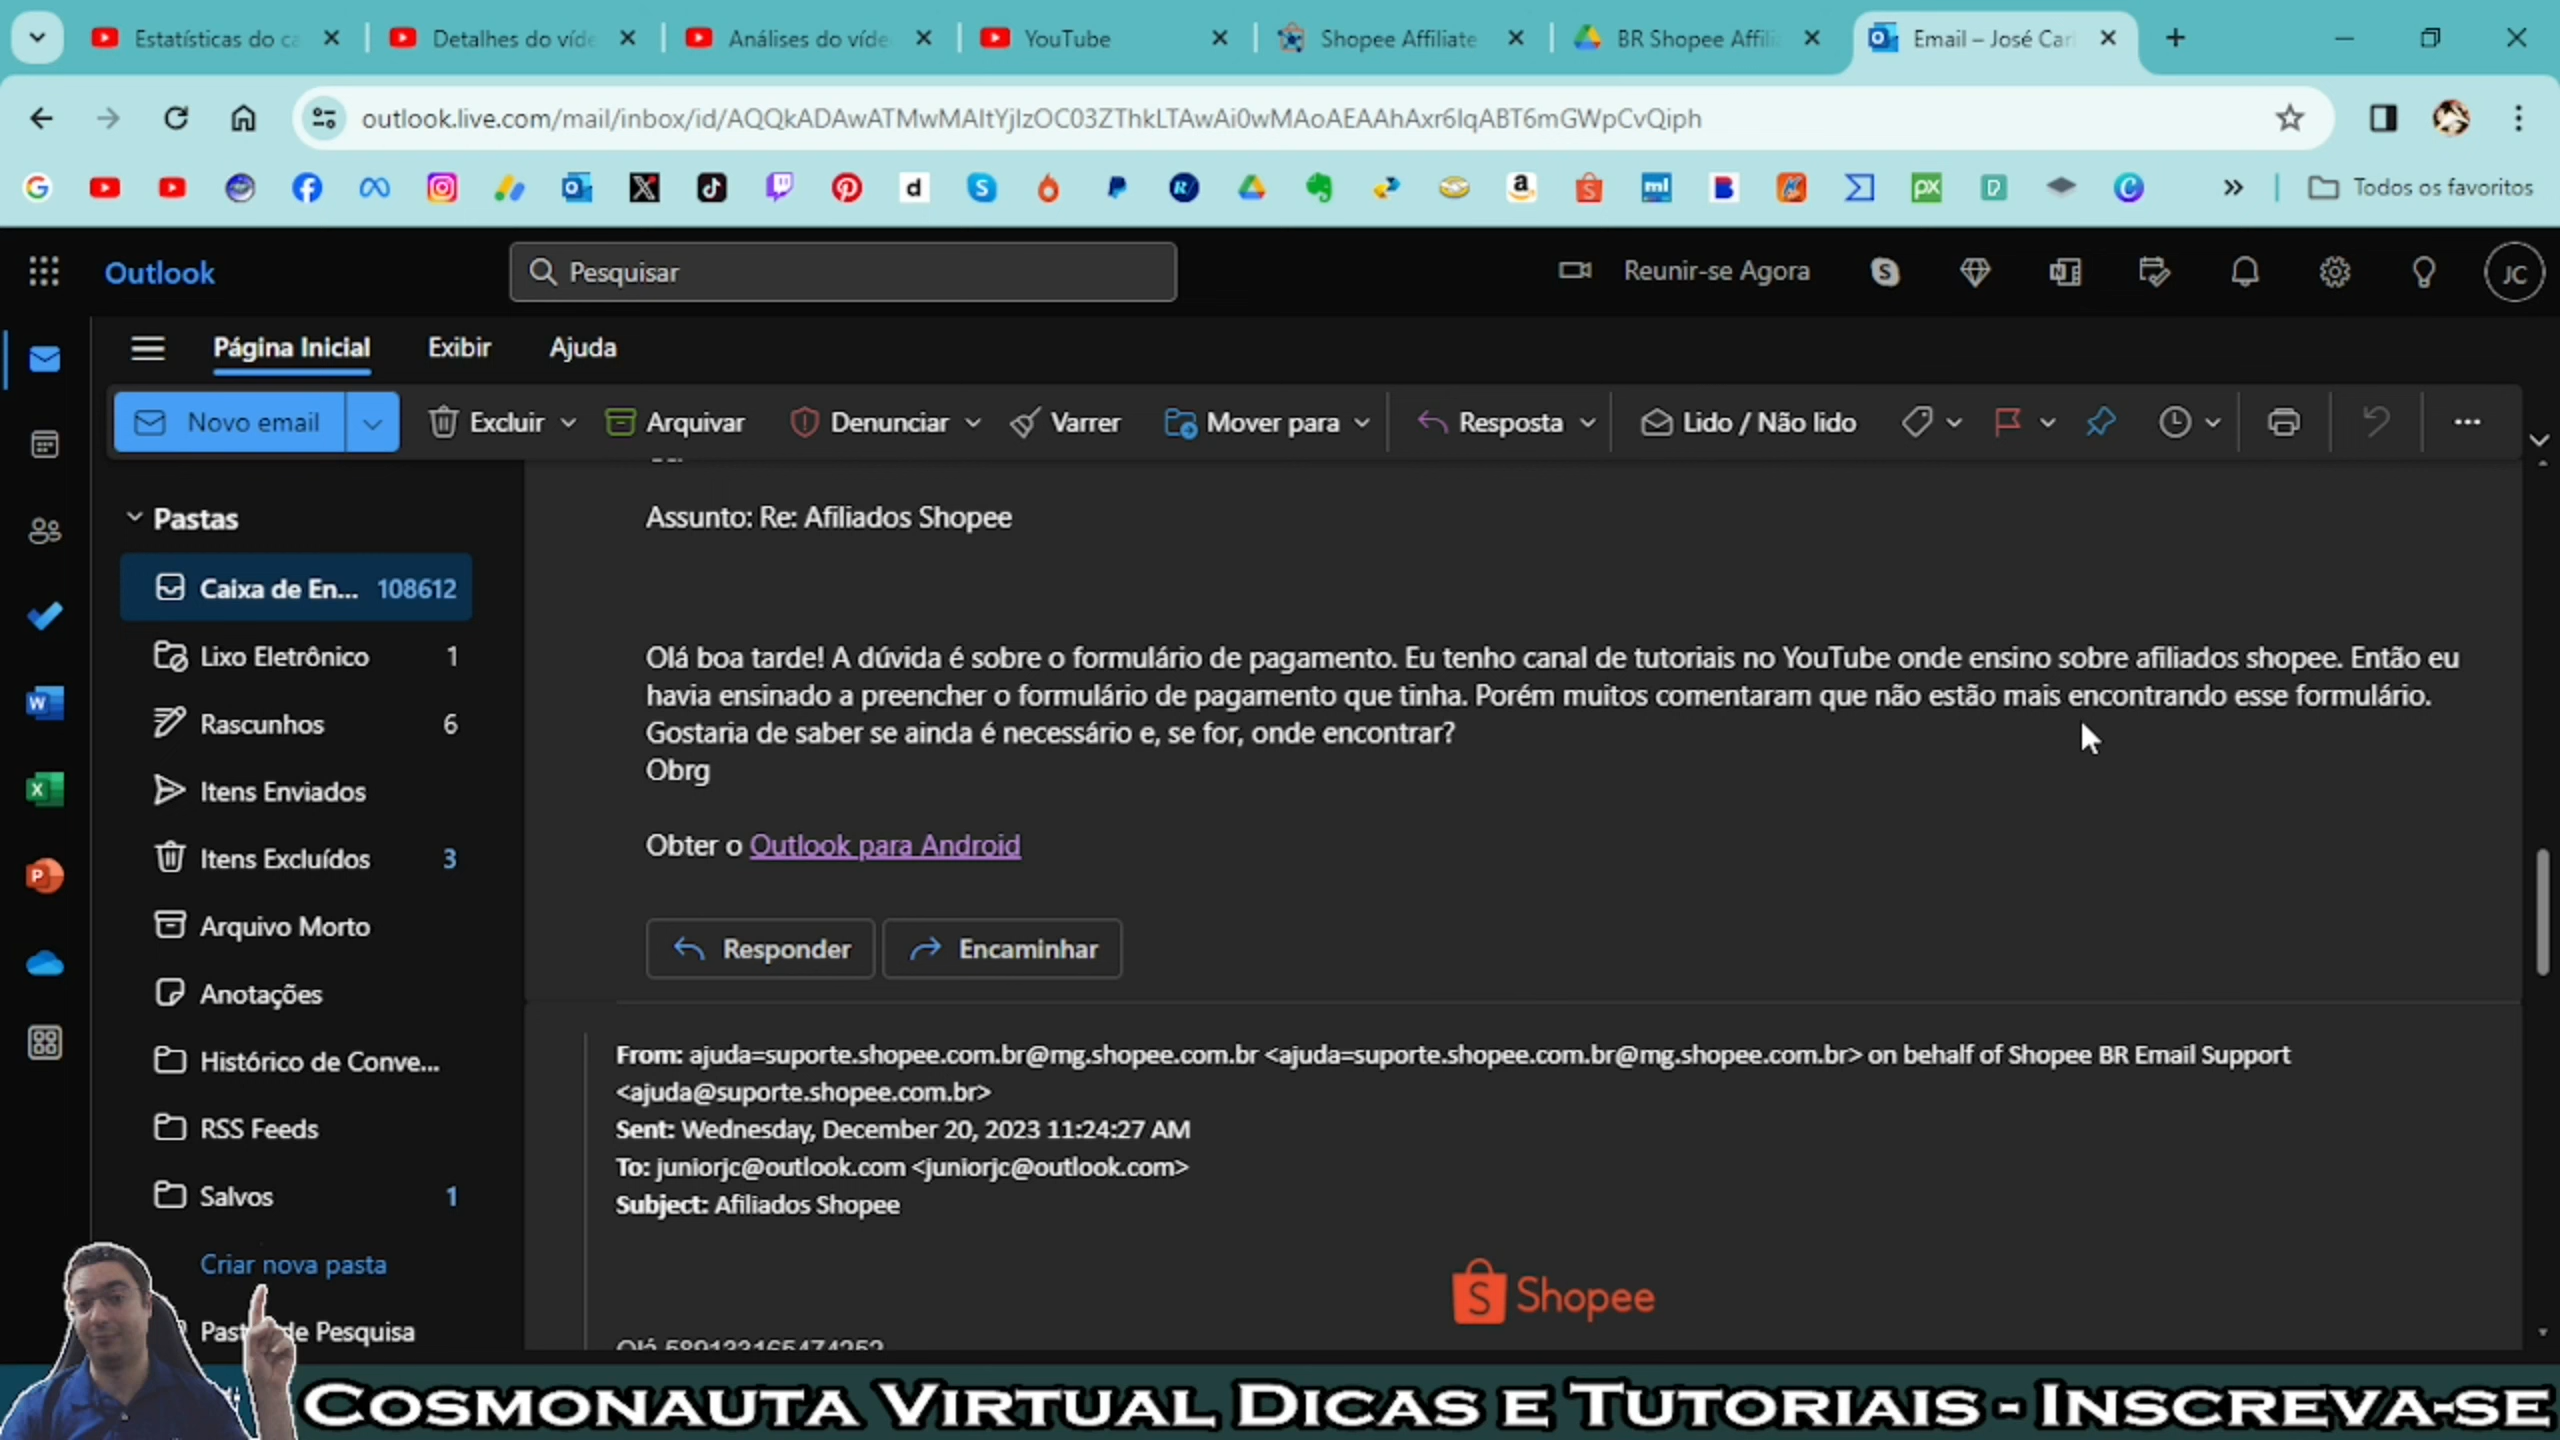 Estatísticas do ca
Detalhes do víde
Análises do víde
YouTube
Shopee Affiliate
BR Shopee Affilia
Email – José Carl
outlook.live.com/mail/inbox/id/AQQkADAwATMwMAItYjIzOC03ZThkLTAwAi0wMAoAEAAhAxr6IqABT6mGWpCvQiph
Todos os favoritos
Outlook
Pesquisar
Reunir-se Agora
JC
Página Inicial
Exibir
Ajuda
Novo email
Excluir
Arquivar
Denunciar
Varrer
Mover para
Resposta
Lido / Não lido
Pastas
Caixa de En... 108612
Lixo Eletrônico 1
Rascunhos 6
Itens Enviados
Itens Excluídos 3
Arquivo Morto
Anotações
Histórico de Conve...
RSS Feeds
Salvos 1
Criar nova pasta
de Pesquisa
Assunto: Re: Afiliados Shopee
Olá boa tarde! A dúvida é sobre o formulário de pagamento. Eu tenho canal de tutoriais no YouTube onde ensino sobre afiliados shopee. Então eu
havia ensinado a preencher o formulário de pagamento que tinha. Porém muitos comentaram que não estão mais encontrando esse formulário.
Gostaria de saber se ainda é necessário e, se for, onde encontrar?
Obrg
Obter o Outlook para Android
Responder
Encaminhar
From: ajuda=suporte.shopee.com.br@mg.shopee.com.br <ajuda=suporte.shopee.com.br@mg.shopee.com.br> on behalf of Shopee BR Email Support
<ajuda@suporte.shopee.com.br>
Sent: Wednesday, December 20, 2023 11:24:27 AM
To: juniorjc@outlook.com <juniorjc@outlook.com>
Subject: Afiliados Shopee
Shopee
Cosmonauta Virtual Dicas e Tutoriais - Inscreva-se